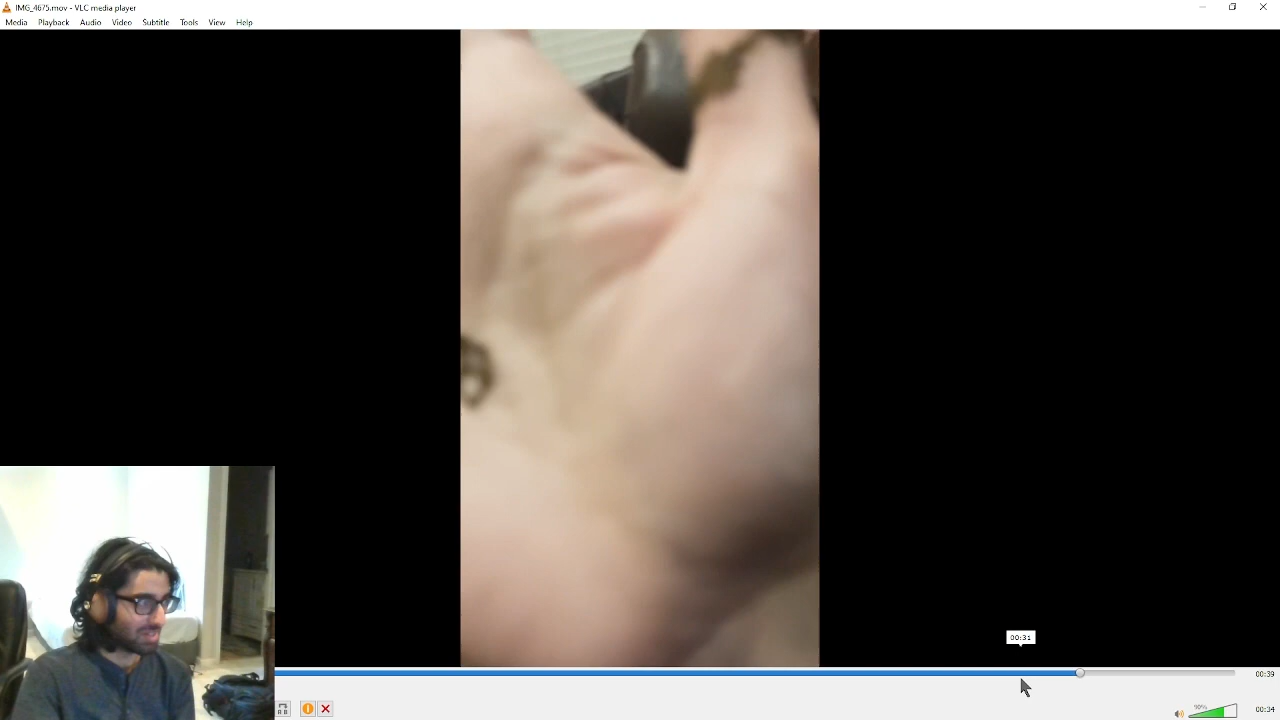 IMG_4675.mov - VLC media player
Media Playback Audio Video Subtitle Tools View Help
00:31
00:39
90%
00:34